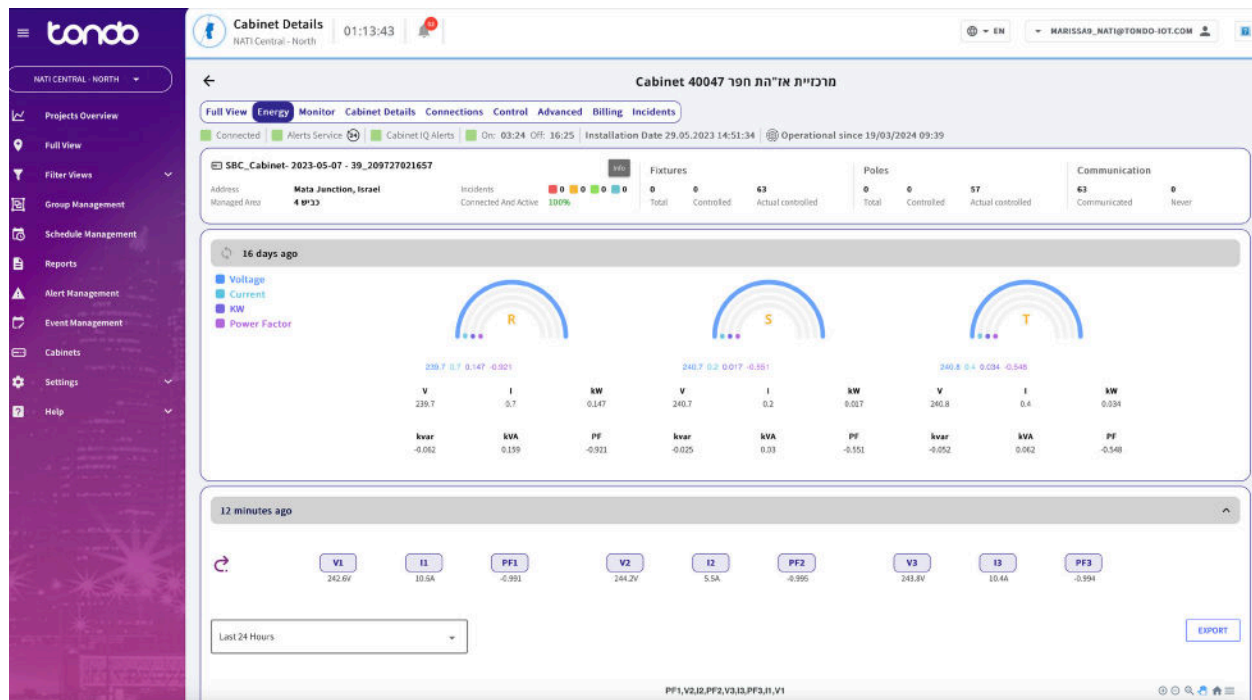 tondo
Cabinet Details
NATI Central - North
01:13:43
EN
MARISSA9_NATI@TONDO-IOT.COM
NATI CENTRAL - NORTH
Projects Overview
Full View
Filter Views
Group Management
Schedule Management
Reports
Alert Management
Event Management
Cabinets
Settings
Help
Cabinet 40047 מרכזיית אז"הת חפר
Full View Energy Monitor Cabinet Details Connections Control Advanced Billing Incidents
Connected Alerts Service 24 Cabinet IQ Alerts On: 03:24 Off: 16:25 Installation Date 29.05.2023 14:51:34 Operational since 19/03/2024 09:39
SBC_Cabinet- 2023-05-07 - 39_209727021657
Info
Fixtures Poles Communication
Address Mata Junction, Israel Incidents 0 0 0 0 0 0 63 0 0 57 63 0
Managed Area כביש 4 Connected And Active 100% Total Controlled Actual controlled Total Controlled Actual controlled Communicated Never
16 days ago
Voltage
Current
KW
Power Factor
R S T
239.7 0.7 0.147 -0.921 240.7 0.2 0.017 -0.551 240.8 0.4 0.034 -0.548
V I kW V I kW V I kW
239.7 0.7 0.147 240.7 0.2 0.017 240.8 0.4 0.034
kvar kVA PF kvar kVA PF kvar kVA PF
-0.062 0.159 -0.921 -0.025 0.03 -0.551 -0.052 0.062 -0.548
12 minutes ago
V1 I1 PF1 V2 I2 PF2 V3 I3 PF3
242.6V 10.6A -0.991 244.2V 5.5A -0.995 243.8V 10.4A -0.994
Last 24 Hours
EXPORT
PF1,V2,I2,PF2,V3,I3,PF3,I1,V1